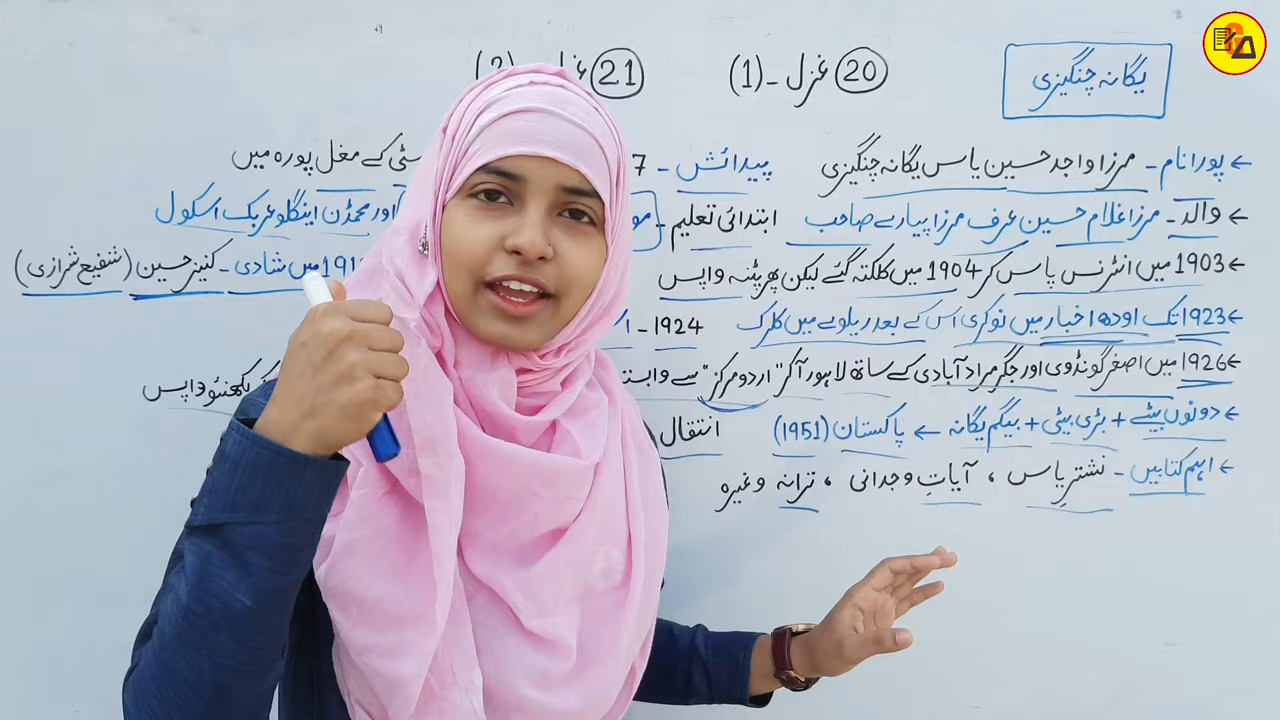 یگانہ چنگیزی
20 غزل - (1)
21
← پورا نام - مرزا واجد حسین یاس یگانہ چنگیزی
پیدائش - 7
سٹی کے مغل پورہ میں
← والد - مرزا غلام حسین عرف مرزا پیارے صاحب
ابتدائی تعلیم -
اور محمڈن اینگلو عربک اسکول
← 1903 میں انٹرنس پاس کر 1904 میں کلکتہ گئے لیکن پھر پٹنہ واپس
میں شادی - کنیز حسین (شفیع شرازی)
← 1923 تک اودھ اخبار میں نوکری اس کے بعد ریلوے میں کلرک
1924 -
← 1926 میں اصغر گونڈوی اور جگر مراد آبادی کے ساتھ لاہور آکر "اردو مرکز" سے وابستہ
لکھنؤ واپس
← دونوں بیٹے + بڑی بیٹی + بیگم یگانہ ← پاکستان (1951)
انتقال
← اہم کتابیں - نشترِ یاس ، آیاتِ وجدانی ، ترانہ وغیرہ